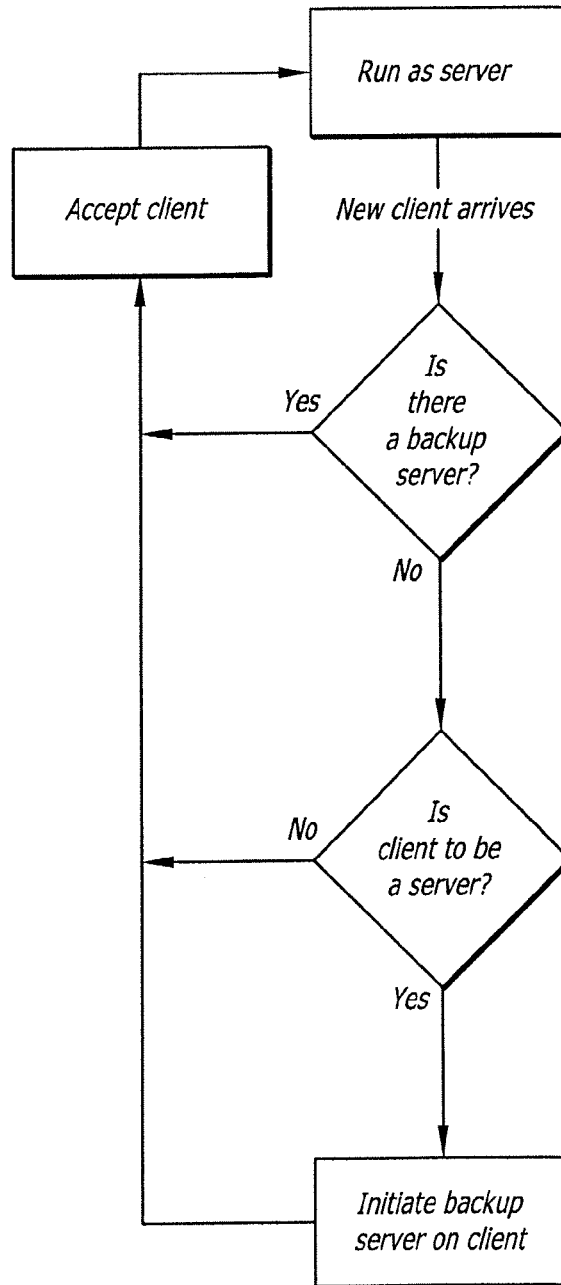 Run as server
Accept client
New client arrives
Is
there
a backup
server?
Yes
No
Is
client to be
a server?
No
Yes
Initiate backup
server on client